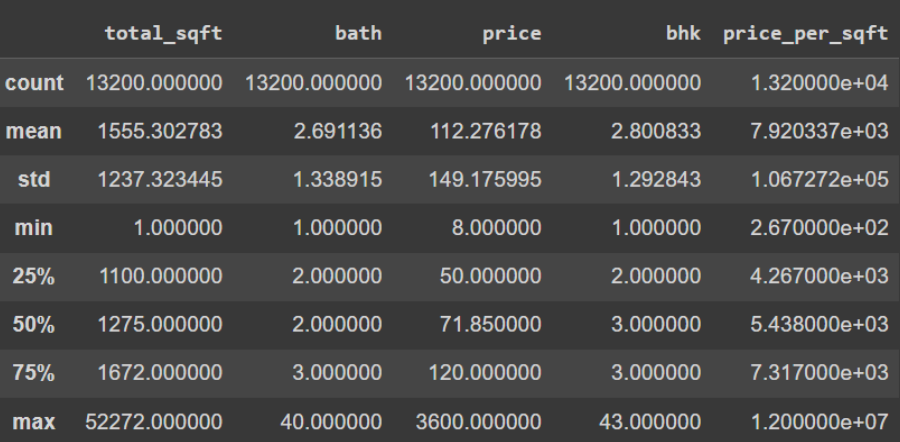 total_sqft bath price bhk price_per_sqft
count 13200.000000 13200.000000 13200.000000 13200.000000 1.320000e+04
mean 1555.302783 2.691136 112.276178 2.800833 7.920337e+03
std 1237.323445 1.338915 149.175995 1.292843 1.067272e+05
min 1.000000 1.000000 8.000000 1.000000 2.670000e+02
25% 1100.000000 2.000000 50.000000 2.000000 4.267000e+03
50% 1275.000000 2.000000 71.850000 3.000000 5.438000e+03
75% 1672.000000 3.000000 120.000000 3.000000 7.317000e+03
max 52272.000000 40.000000 3600.000000 43.000000 1.200000e+07